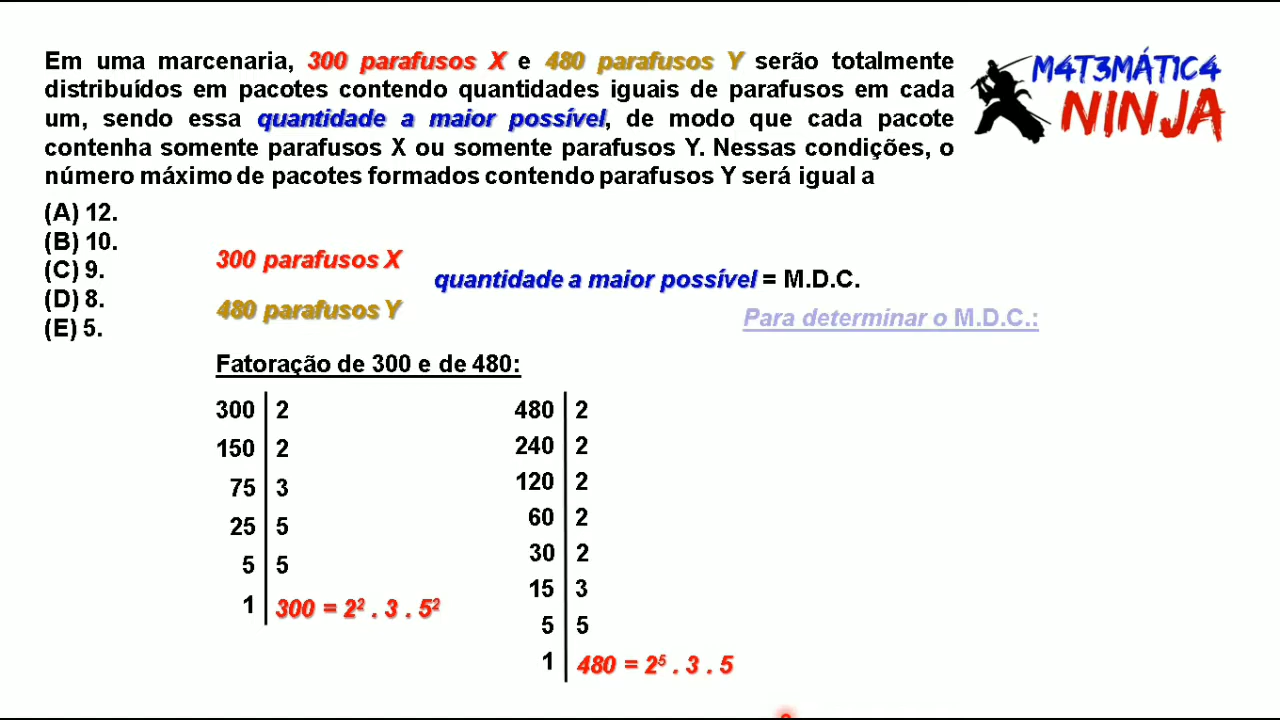 Em uma marcenaria, 300 parafusos X e 480 parafusos Y serão totalmente
distribuídos em pacotes contendo quantidades iguais de parafusos em cada
um, sendo essa quantidade a maior possível, de modo que cada pacote
contenha somente parafusos X ou somente parafusos Y. Nessas condições, o
número máximo de pacotes formados contendo parafusos Y será igual a
M4T3MÁTIC4
NINJA
(A) 12.
(B) 10.
(C) 9.
(D) 8.
(E) 5.
300 parafusos X
480 parafusos Y
quantidade a maior possível = M.D.C.
Para determinar o M.D.C.:
Fatoração de 300 e de 480:
300 2
150 2
75 3
25 5
5 5
1 300 = 2² . 3 . 5²
480 2
240 2
120 2
60 2
30 2
15 3
5 5
1 480 = 2⁵ . 3 . 5